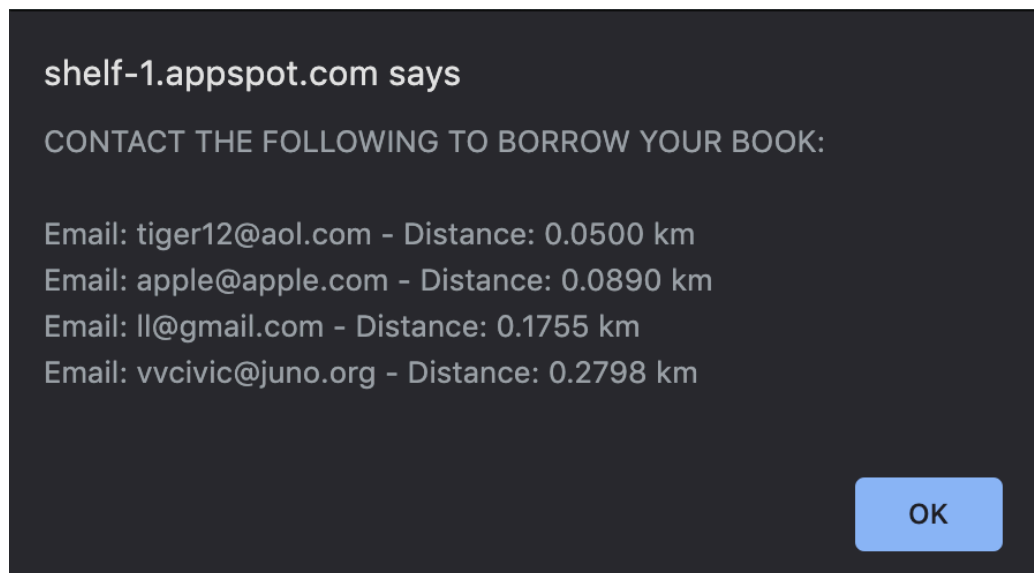 shelf-1.appspot.com says
CONTACT THE FOLLOWING TO BORROW YOUR BOOK:
Email: tiger12@aol.com - Distance: 0.0500 km
Email: apple@apple.com - Distance: 0.0890 km
Email: ll@gmail.com - Distance: 0.1755 km
Email: vvcivic@juno.org - Distance: 0.2798 km
OK